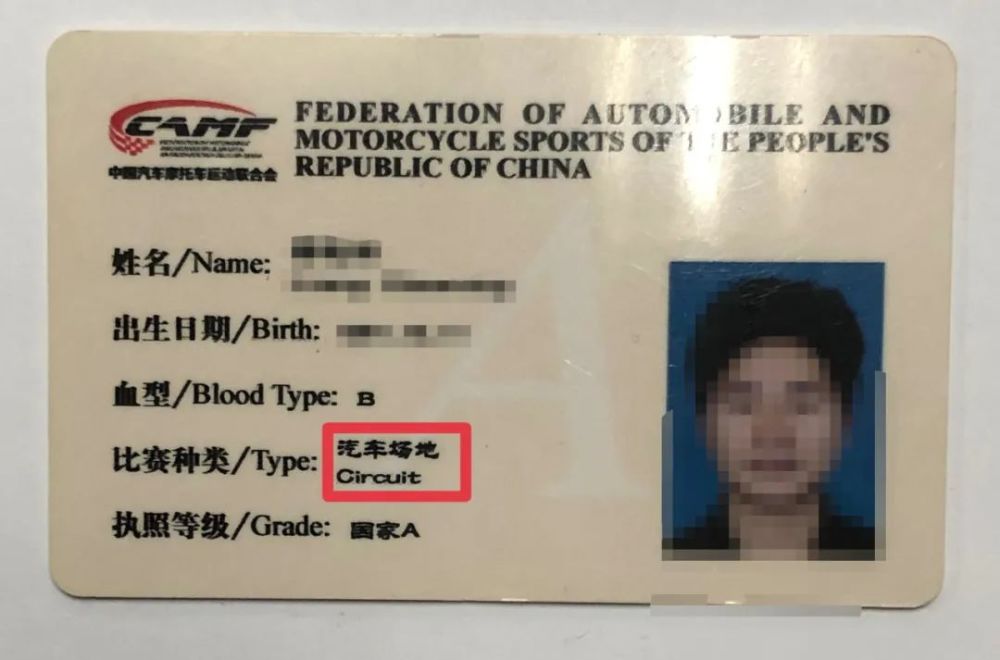 CAMF
中国汽车摩托车运动联合会
FEDERATION OF AUTOMOBILE AND
MOTORCYCLE SPORTS OF THE PEOPLE'S
REPUBLIC OF CHINA
姓名/Name:
出生日期/Birth:
血型/Blood Type: B
比赛种类/Type: 汽车场地
Circuit
执照等级/Grade: 国家A